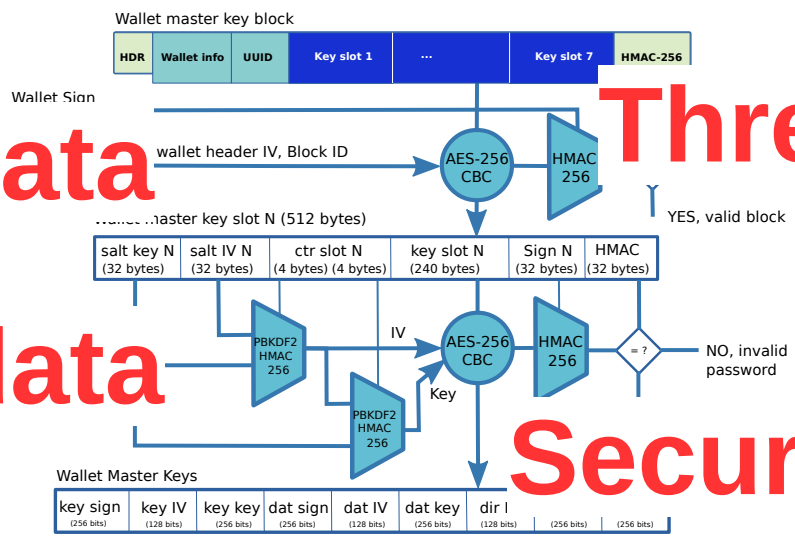 Wallet master key block
HDR Wallet info UUID Key slot 1 ... Key slot 7 HMAC-256
Wallet Sign
Thre
ata
wallet header IV, Block ID
AES-256
CBC
HMAC
256
YES, valid block
Wallet master key slot N (512 bytes)
salt key N salt IV N ctr slot N key slot N Sign N HMAC
(32 bytes) (32 bytes) (4 bytes) (4 bytes) (240 bytes) (32 bytes) (32 bytes)
PBKDF2
HMAC
256
IV
AES-256
CBC
HMAC
256
= ?
NO, invalid
password
lata
Key
PBKDF2
HMAC
256
Secur
Wallet Master Keys
key sign key IV key key dat sign dat IV dat key dir
(256 bits) (128 bits) (256 bits) (256 bits) (128 bits) (256 bits) (128 bits) (256 bits) (256 bits)